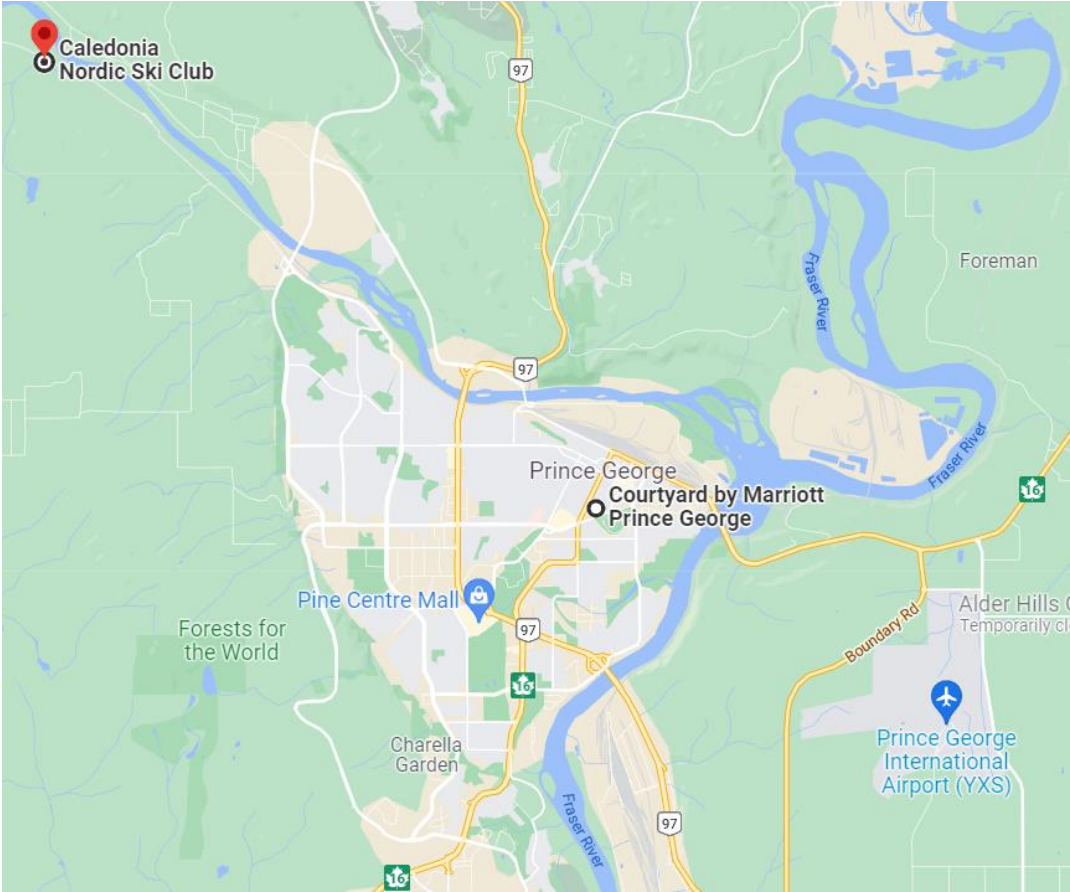 Caledonia
Nordic Ski Club
97
Foreman
Fraser River
97
Prince George
Courtyard by Marriott
Prince George
Fraser River
16
Pine Centre Mall
97
Boundary Rd
Alder Hills
Temporarily
Forests for
the World
16
Prince George
International
Airport (YXS)
Charella
Garden
Fraser River
97
16